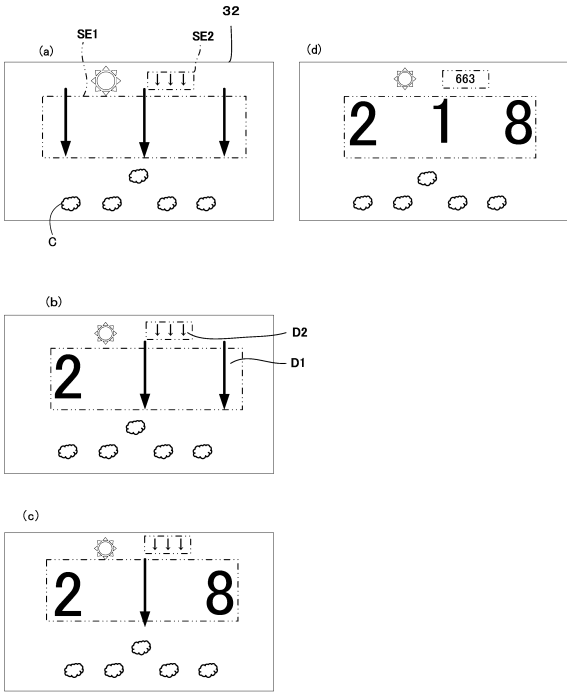 32
(a)
SE1
SE2
↓↓↓
C
(d)
663
2 1 8
(b)
↓↓↓
D2
2
D1
(c)
↓↓↓
2 8